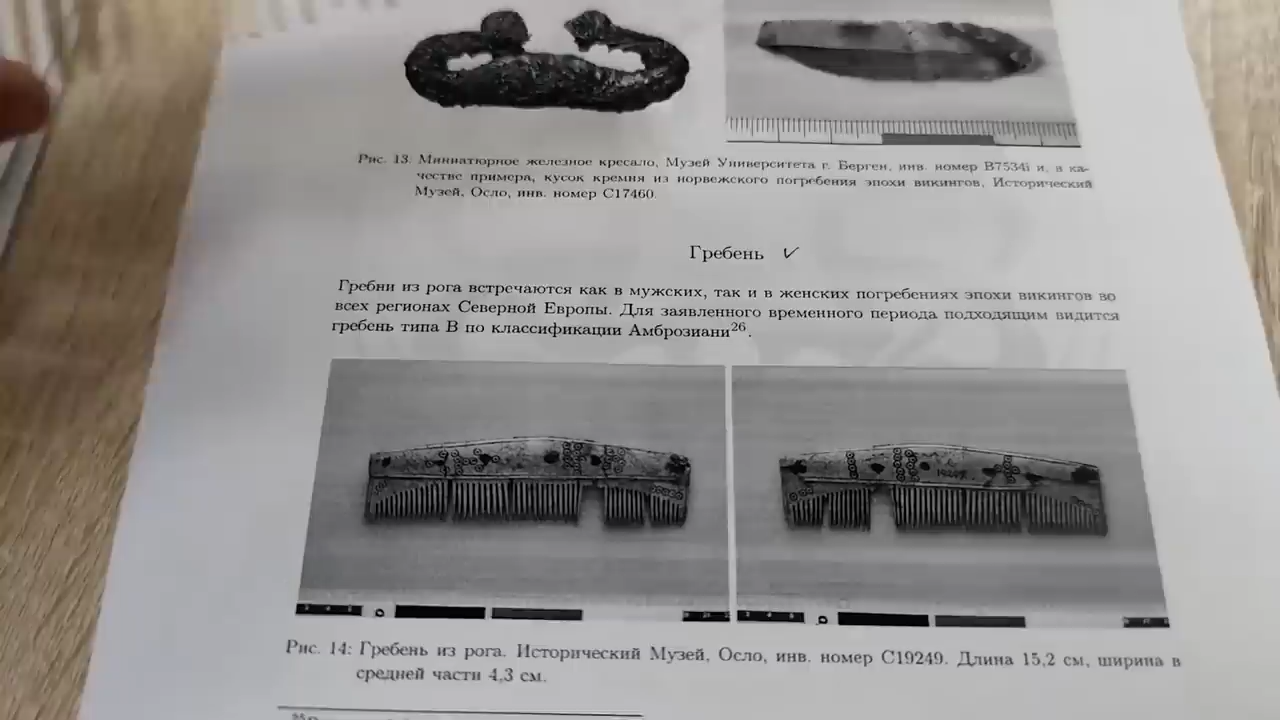 Рис. 13: Миниатюрное железное кресало, Музей Университета г. Берген, инв. номер B7534i и, в ка-
честве примера, кусок кремня из норвежского погребения эпохи викингов, Исторический
Музей, Осло, инв. номер C17460.
Гребень ✓
Гребни из рога встречаются как в мужских, так и в женских погребениях эпохи викингов во
всех регионах Северной Европы. Для заявленного временного периода подходящим видится
гребень типа B по классификации Амброзиани²⁶.
Рис. 14: Гребень из рога. Исторический Музей, Осло, инв. номер C19249. Длина 15,2 см, ширина в
средней части 4,3 см.